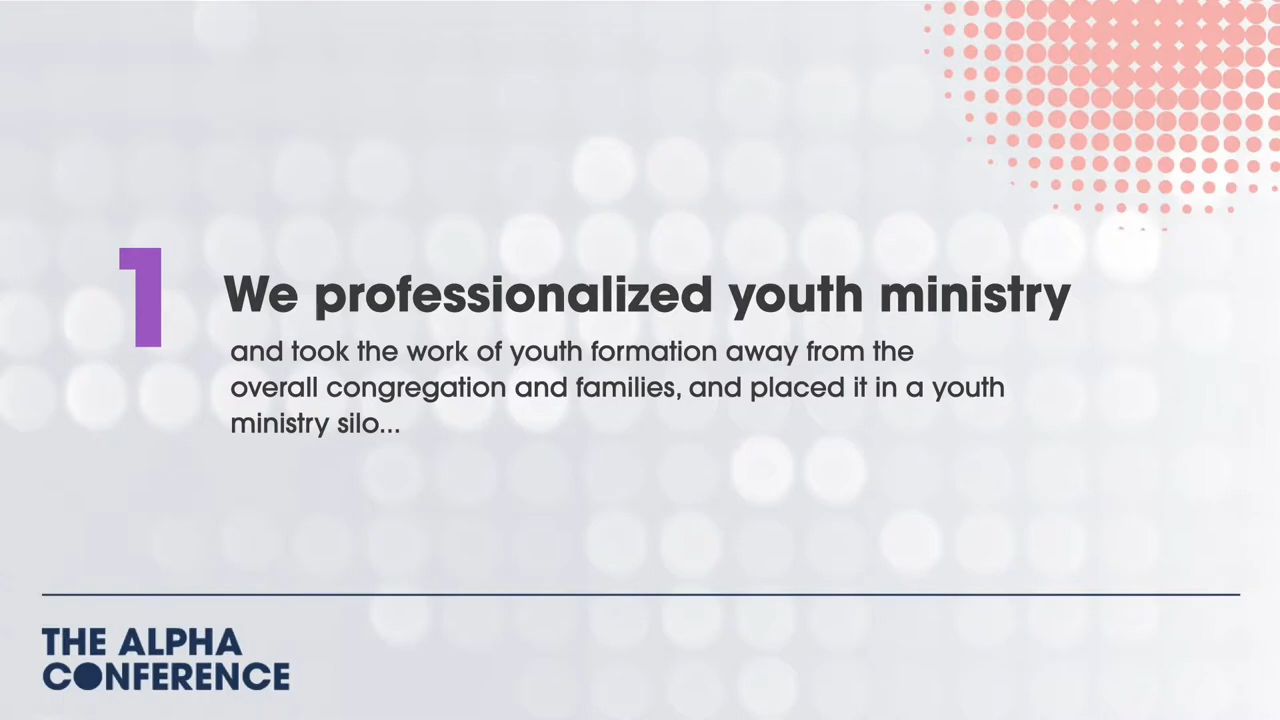 1
We professionalized youth ministry
and took the work of youth formation away from the
overall congregation and families, and placed it in a youth
ministry silo...
THE ALPHA
CONFERENCE